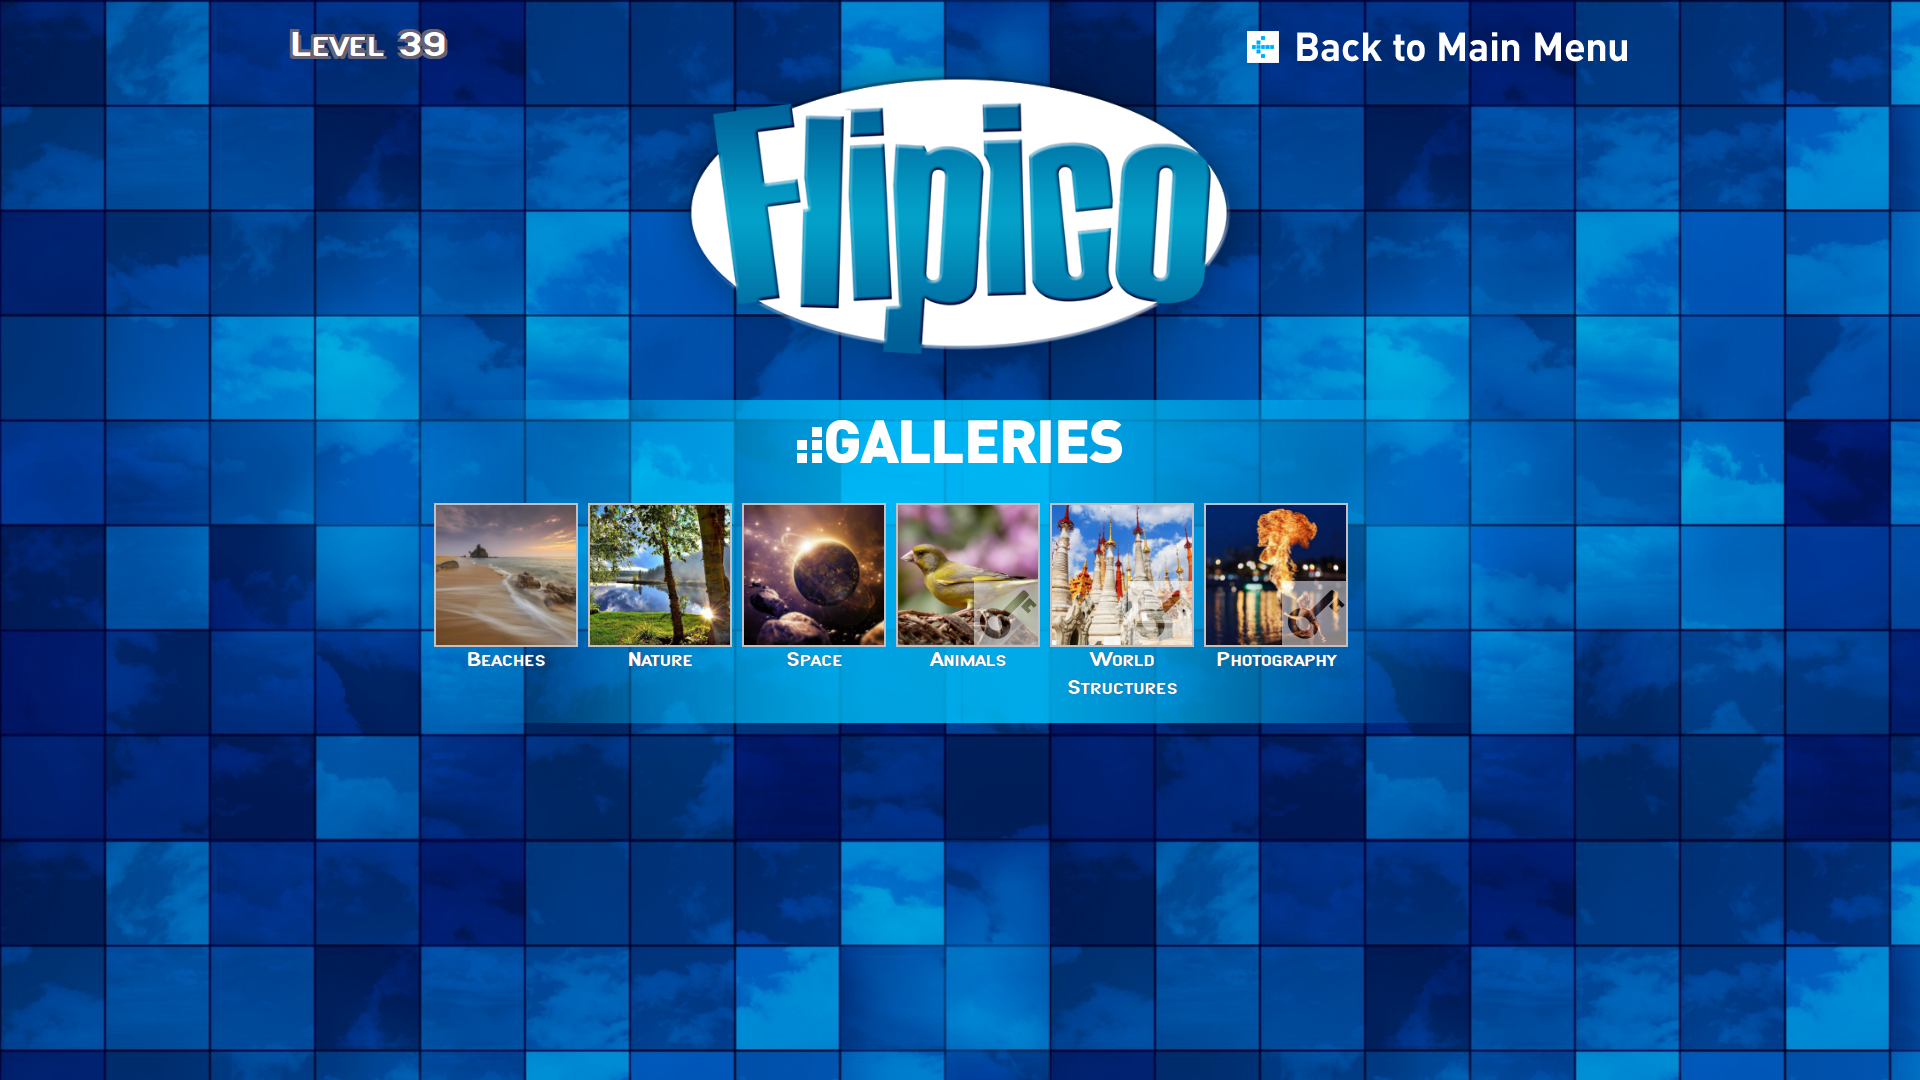 Level 39
Back to Main Menu
Flipico
GALLERIES
Beaches
Nature
Space
Animals
World
Structures
Photography